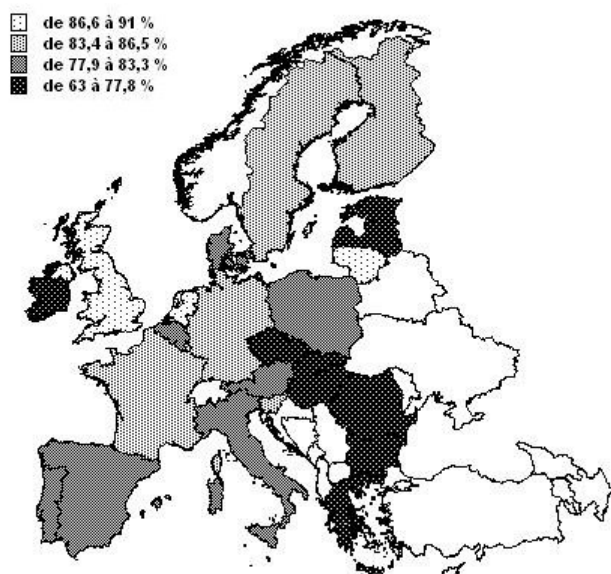 de 86,6 à 91 %
de 83,4 à 86,5 %
de 77,9 à 83,3 %
de 63 à 77,8 %